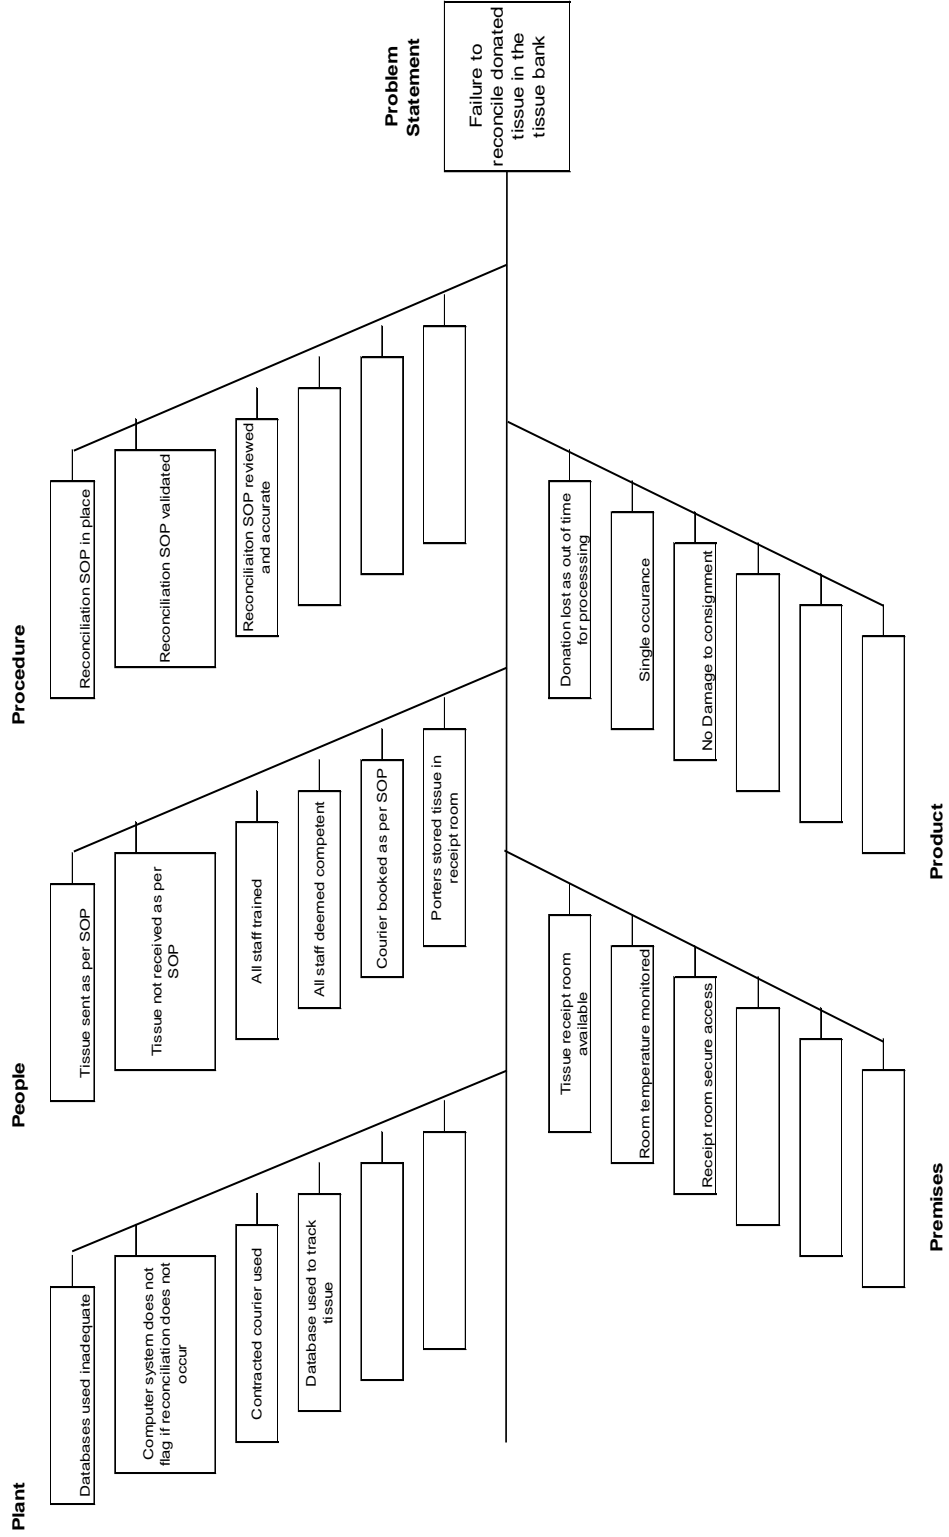 Plant
People
Procedure
Problem
Statement
Databases used inadequate
Computer system does not
flag if reconciliation does not
occur
Contracted courier used
Database used to track
tissue
Tissue sent as per SOP
Tissue not received as per
SOP
All staff trained
All staff deemed competent
Courier booked as per SOP
Porters stored tissue in
receipt room
Reconciliation SOP in place
Reconciliation SOP validated
Reconciliaiton SOP reviewed
and accurate
Failure to
reconcile donated
tissue in the
tissue bank
Tissue receipt room
available
Room temperature monitored
Receipt room secure access
Donation lost as out of time
for processsing
Single occurance
No Damage to consignment
Premises
Product